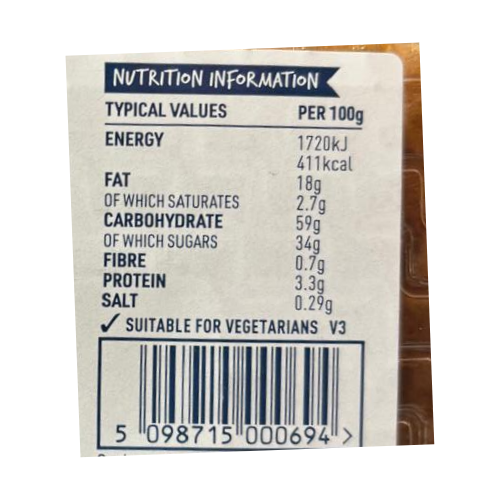 NUTRITION INFORMATION
TYPICAL VALUES PER 100g
ENERGY 1720kJ
411kcal
FAT 18g
OF WHICH SATURATES 2.7g
CARBOHYDRATE 59g
OF WHICH SUGARS 34g
FIBRE 0.7g
PROTEIN 3.3g
SALT 0.29g
✓ SUITABLE FOR VEGETARIANS V3
5 098715 000694 >